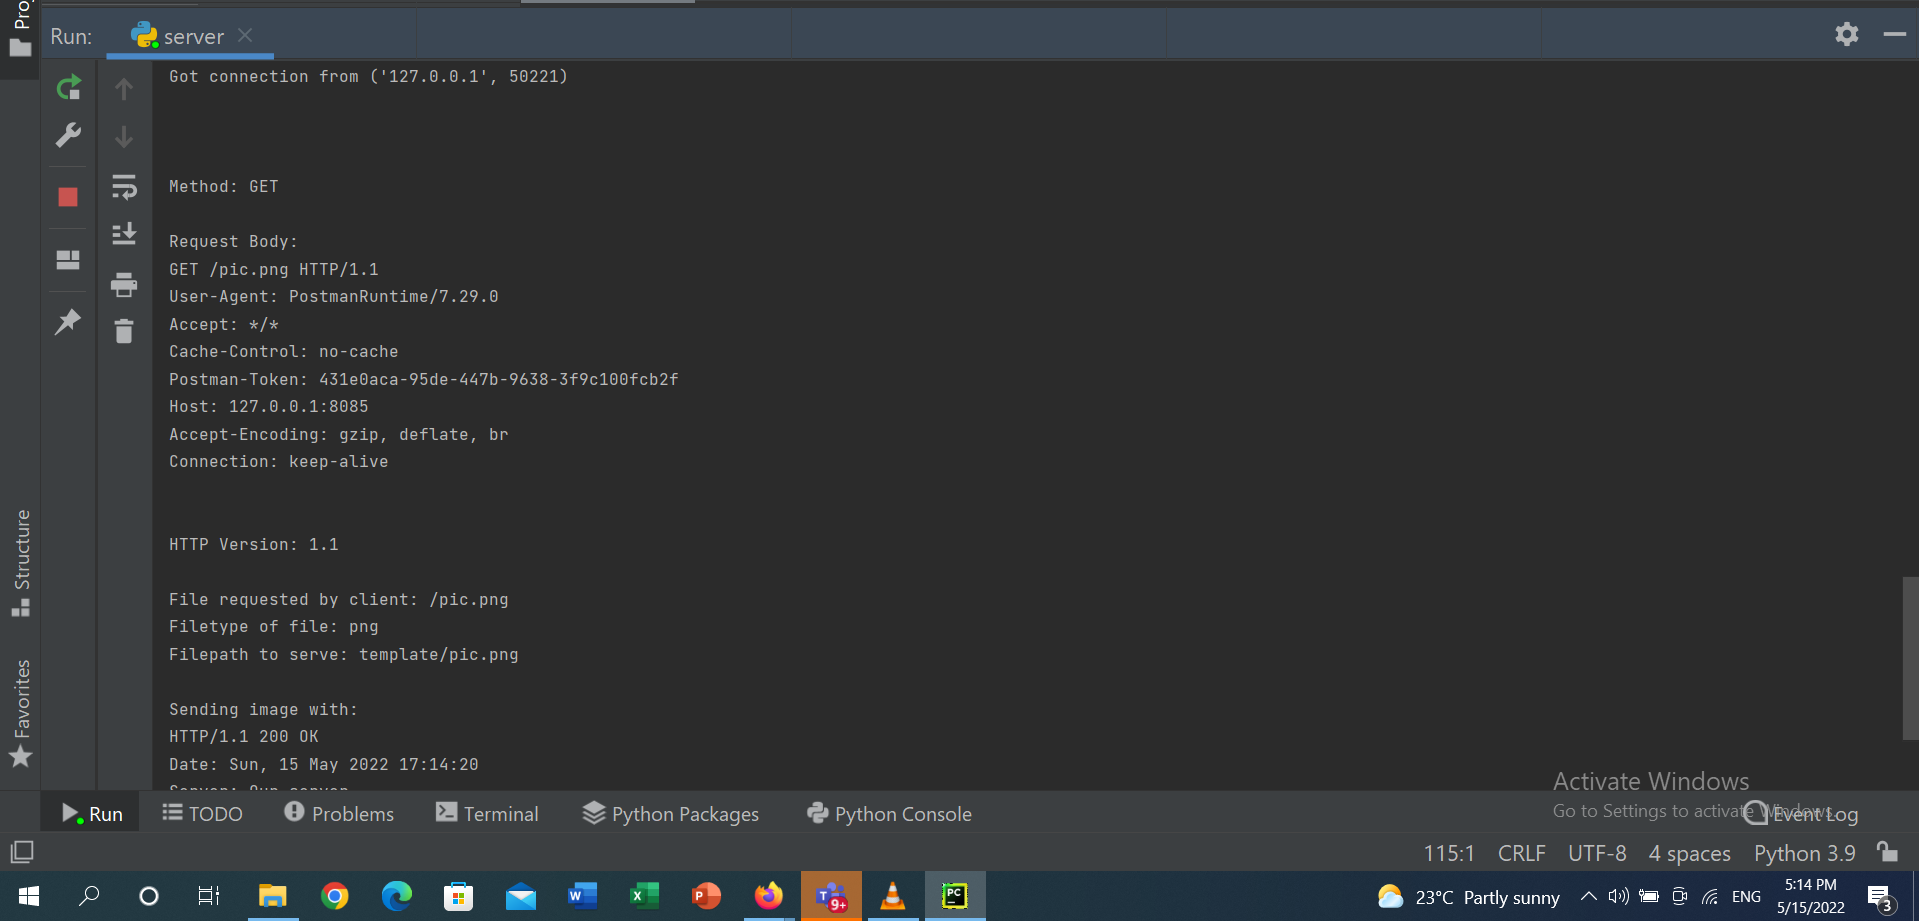 Pro
Run: server
Got connection from ('127.0.0.1', 50221)
Method: GET
Request Body:
GET /pic.png HTTP/1.1
User-Agent: PostmanRuntime/7.29.0
Accept: */*
Cache-Control: no-cache
Postman-Token: 431e0aca-95de-447b-9638-3f9c100fcb2f
Host: 127.0.0.1:8085
Accept-Encoding: gzip, deflate, br
Connection: keep-alive
HTTP Version: 1.1
File requested by client: /pic.png
Filetype of file: png
Filepath to serve: template/pic.png
Sending image with:
HTTP/1.1 200 OK
Date: Sun, 15 May 2022 17:14:20
Server: Our server
Structure
Favorites
Activate Windows
Go to Settings to activate Windows.
Run TODO Problems Terminal Python Packages Python Console Event Log
115:1 CRLF UTF-8 4 spaces Python 3.9
W X P T 9+ PC 23°C Partly sunny ENG 5:14 PM
5/15/2022 3